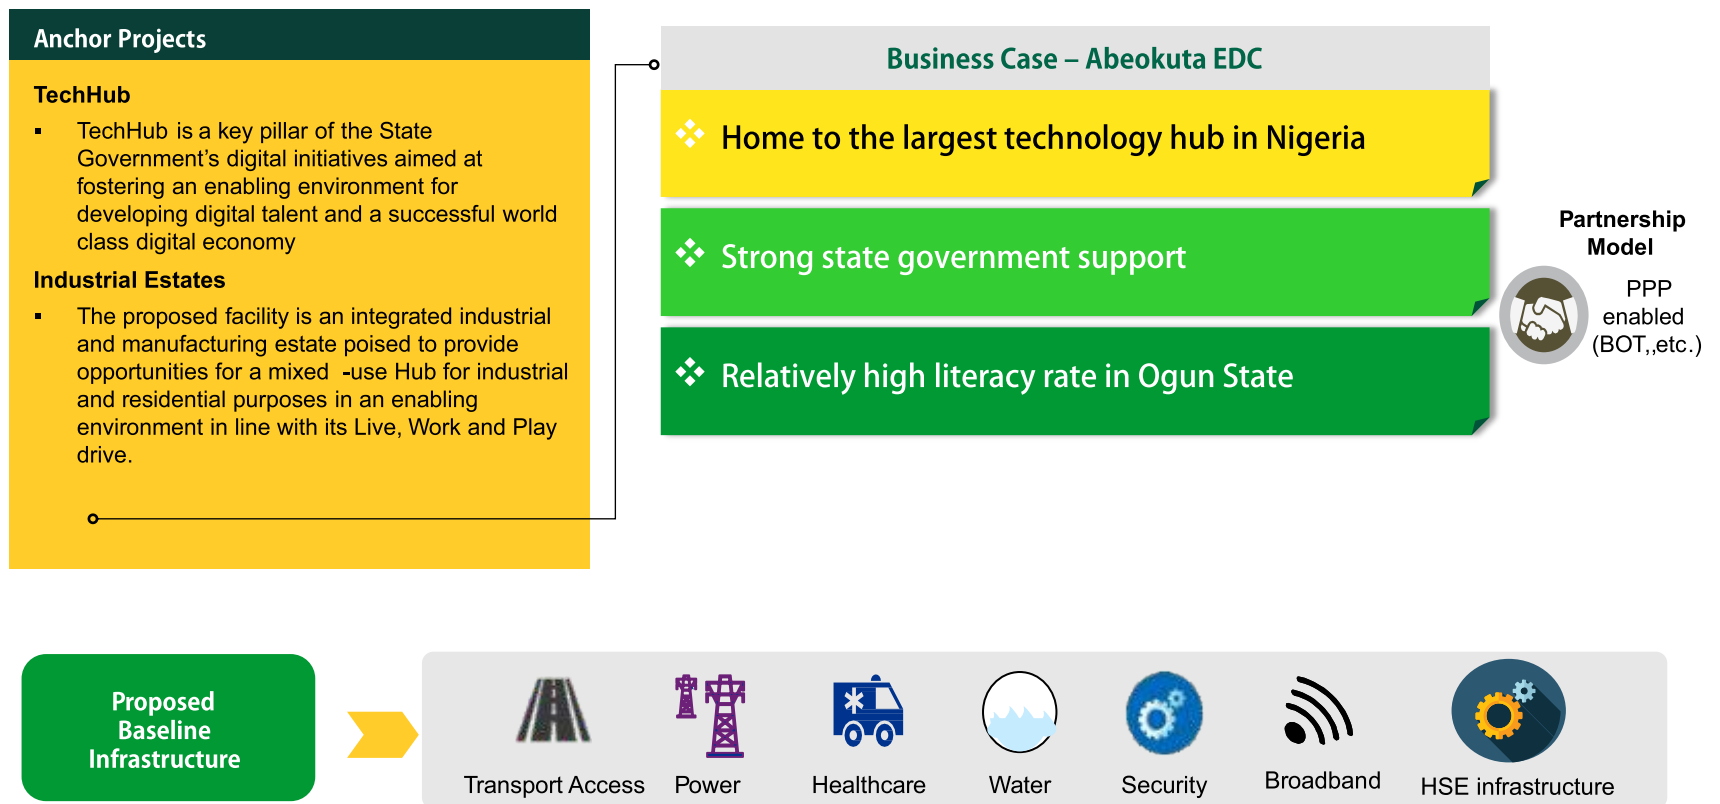 Anchor Projects
TechHub
▪ TechHub is a key pillar of the State
Government’s digital initiatives aimed at
fostering an enabling environment for
developing digital talent and a successful world
class digital economy
Industrial Estates
▪ The proposed facility is an integrated industrial
and manufacturing estate poised to provide
opportunities for a mixed -use Hub for industrial
and residential purposes in an enabling
environment in line with its Live, Work and Play
drive.
Business Case – Abeokuta EDC
❖ Home to the largest technology hub in Nigeria
❖ Strong state government support
❖ Relatively high literacy rate in Ogun State
Partnership
Model
PPP
enabled
(BOT,,etc.)
Proposed
Baseline
Infrastructure
Transport Access
Power
Healthcare
Water
Security
Broadband
HSE infrastructure